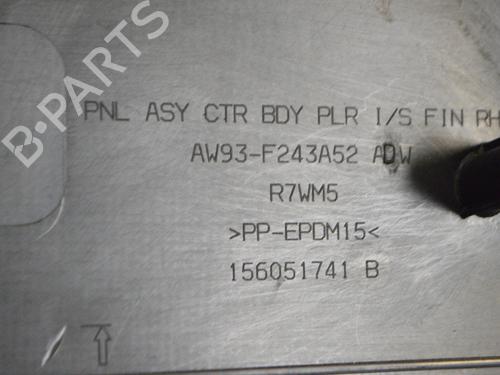 B-PARTS
PNL ASY CTR BDY PLR I/S FIN RH
AW93-F243A52 ADW
R7WM5
>PP-EPDM15<
156051741 B